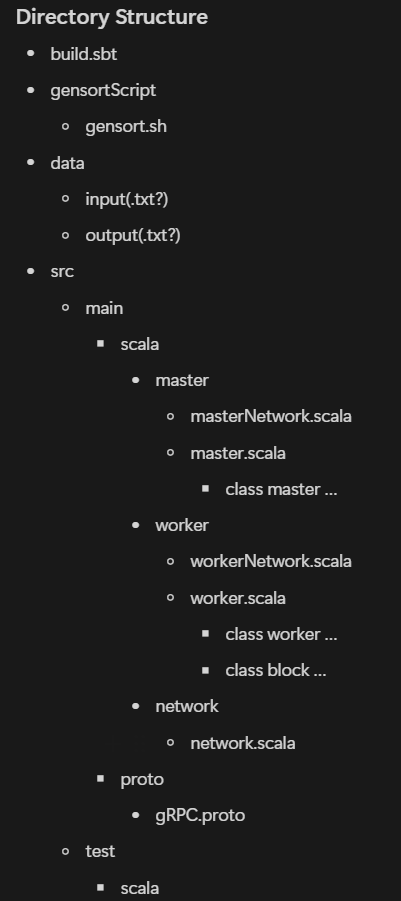 Directory Structure
build.sbt
gensortScript
gensort.sh
data
input(.txt?)
output(.txt?)
src
main
scala
master
masterNetwork.scala
master.scala
class master ...
worker
workerNetwork.scala
worker.scala
class worker ...
class block ...
network
network.scala
proto
gRPC.proto
test
scala